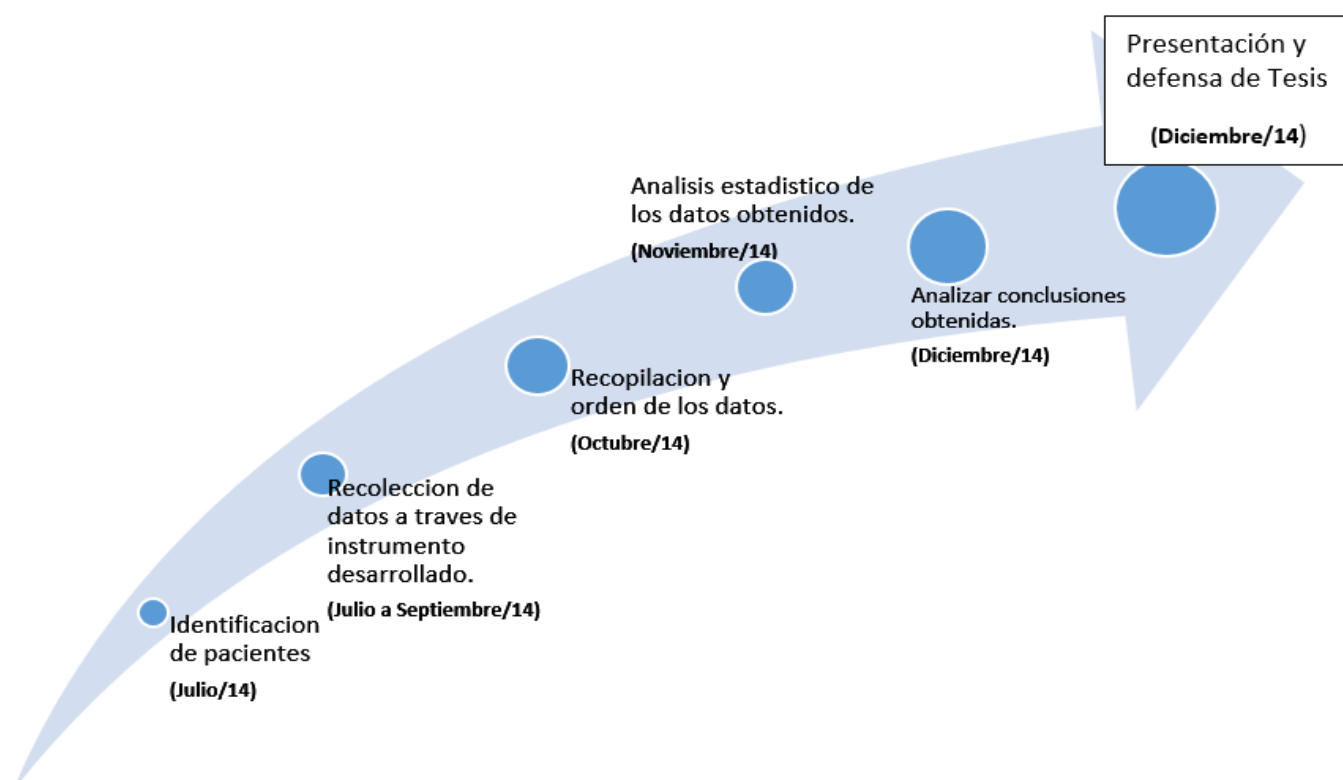 Presentación y
defensa de Tesis
(Diciembre/14)
Analisis estadistico de
los datos obtenidos.
(Noviembre/14)
Analizar conclusiones
obtenidas.
(Diciembre/14)
Recopilacion y
orden de los datos.
(Octubre/14)
Recoleccion de
datos a traves de
instrumento
desarrollado.
(Julio a Septiembre/14)
Identificacion
de pacientes
(Julio/14)